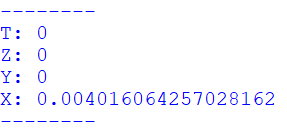 --------
T: 0
Z: 0
Y: 0
X: 0.004016064257028162
--------